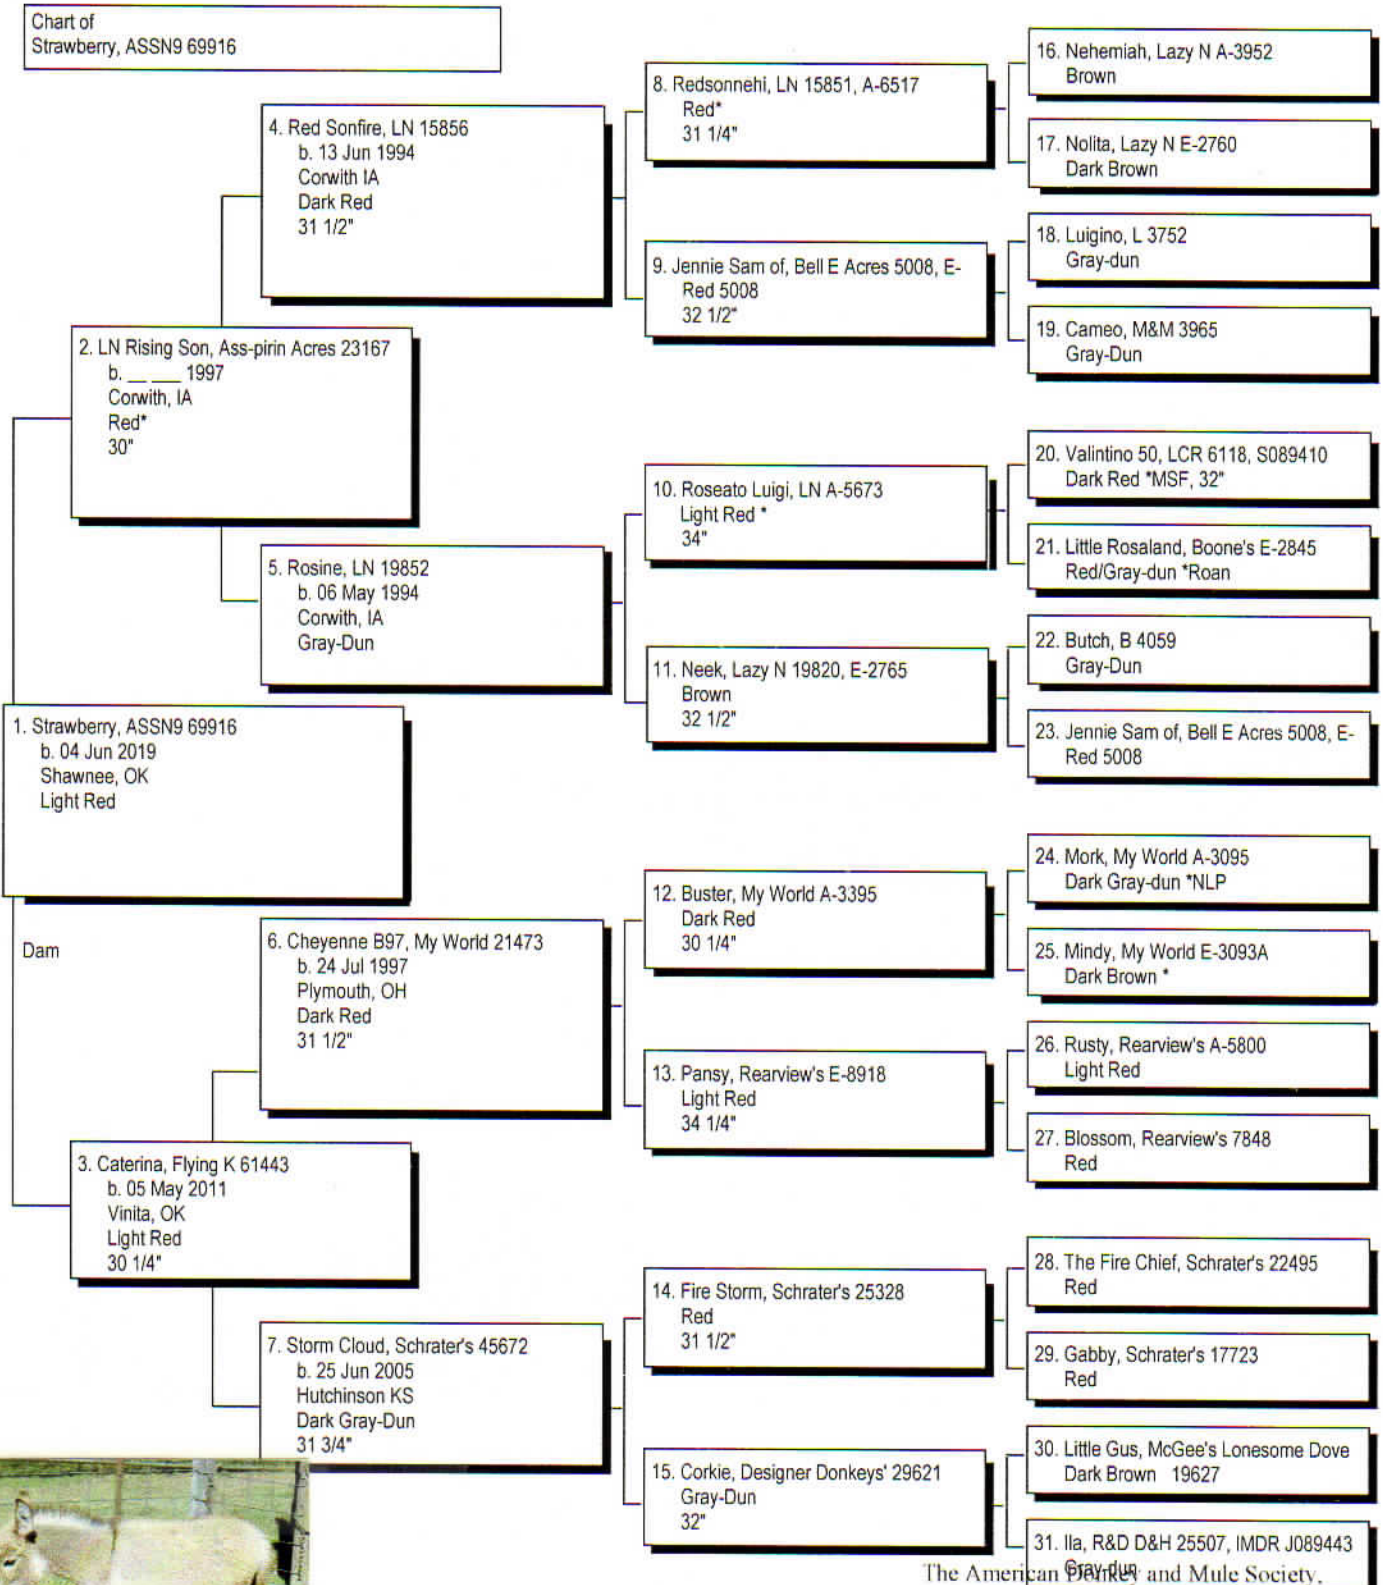 Chart of
Strawberry, ASSN9 69916
1. Strawberry, ASSN9 69916
b. 04 Jun 2019
Shawnee, OK
Light Red
Dam
2. LN Rising Son, Ass-pirin Acres 23167
b. __ ___ 1997
Corwith, IA
Red*
30"
3. Caterina, Flying K 61443
b. 05 May 2011
Vinita, OK
Light Red
30 1/4"
4. Red Sonfire, LN 15856
b. 13 Jun 1994
Corwith IA
Dark Red
31 1/2"
5. Rosine, LN 19852
b. 06 May 1994
Corwith, IA
Gray-Dun
6. Cheyenne B97, My World 21473
b. 24 Jul 1997
Plymouth, OH
Dark Red
31 1/2"
7. Storm Cloud, Schrater's 45672
b. 25 Jun 2005
Hutchinson KS
Dark Gray-Dun
31 3/4"
8. Redsonnehi, LN 15851, A-6517
Red*
31 1/4"
9. Jennie Sam of, Bell E Acres 5008, E-
Red 5008
32 1/2"
10. Roseato Luigi, LN A-5673
Light Red *
34"
11. Neek, Lazy N 19820, E-2765
Brown
32 1/2"
12. Buster, My World A-3395
Dark Red
30 1/4"
13. Pansy, Rearview's E-8918
Light Red
34 1/4"
14. Fire Storm, Schrater's 25328
Red
31 1/2"
15. Corkie, Designer Donkeys' 29621
Gray-Dun
32"
16. Nehemiah, Lazy N A-3952
Brown
17. Nolita, Lazy N E-2760
Dark Brown
18. Luigino, L 3752
Gray-dun
19. Cameo, M&M 3965
Gray-Dun
20. Valintino 50, LCR 6118, S089410
Dark Red *MSF, 32"
21. Little Rosaland, Boone's E-2845
Red/Gray-dun *Roan
22. Butch, B 4059
Gray-Dun
23. Jennie Sam of, Bell E Acres 5008, E-
Red 5008
24. Mork, My World A-3095
Dark Gray-dun *NLP
25. Mindy, My World E-3093A
Dark Brown *
26. Rusty, Rearview's A-5800
Light Red
27. Blossom, Rearview's 7848
Red
28. The Fire Chief, Schrater's 22495
Red
29. Gabby, Schrater's 17723
Red
30. Little Gus, McGee's Lonesome Dove
Dark Brown 19627
31. Ila, R&D D&H 25507, IMDR J089443
Gray-dun
The American Donkey and Mule Society,